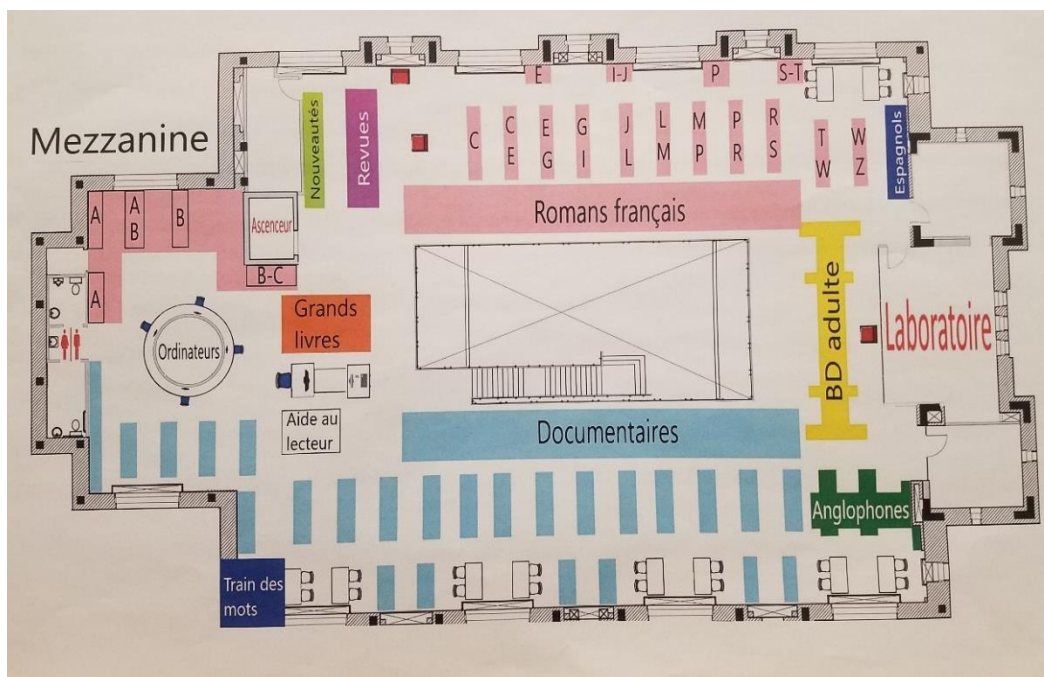 Mezzanine
E
I-J
P
S-T
Nouveautés
Revues
C
C
E
E
G
G
I
J
L
L
M
M
P
P
R
R
S
T
W
W
Z
Espagnols
A
A
B
B
Ascenceur
Romans français
B-C
A
Grands
livres
BD adulte
Laboratoire
Ordinateurs
Aide au
lecteur
Documentaires
Anglophones
Train des
mots